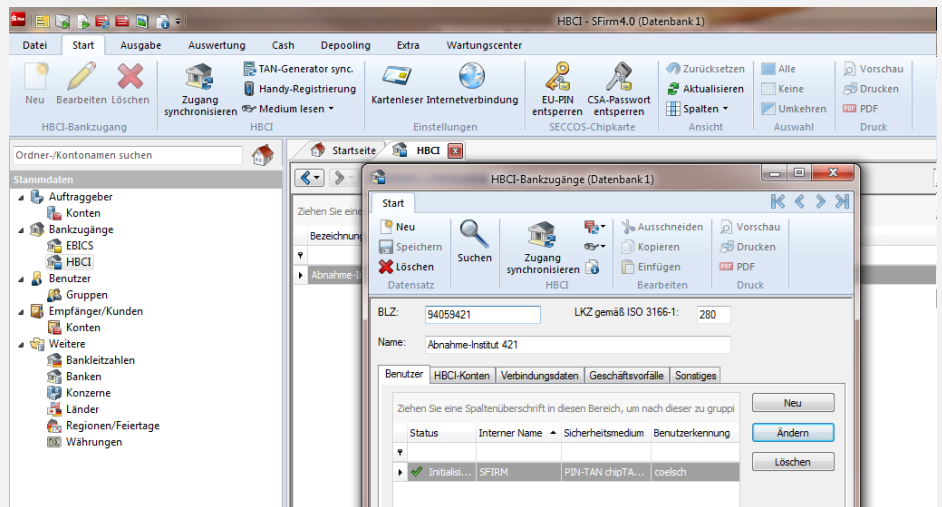 HBCI - SFirm4.0 (Datenbank 1)
Datei Start Ausgabe Auswertung Cash Depooling Extra Wartungscenter
Neu Bearbeiten Löschen
HBCI-Bankzugang
Zugang synchronisieren
TAN-Generator sync.
Handy-Registrierung
Medium lesen
HBCI
Kartenleser Internetverbindung
Einstellungen
EU-PIN entsperren
CSA-Passwort entsperren
SECCOS-Chipkarte
Zurücksetzen
Aktualisieren
Spalten
Ansicht
Alle
Keine
Umkehren
Auswahl
Vorschau
Drucken
PDF
Druck
Ordner-/Kontonamen suchen
Stammdaten
Auftraggeber
Konten
Bankzugänge
EBICS
HBCI
Benutzer
Gruppen
Empfänger/Kunden
Konten
Weitere
Bankleitzahlen
Banken
Konzerne
Länder
Regionen/Feiertage
Währungen
Startseite HBCI
Ziehen Sie eine
Bezeichnung
Abnahme-I
HBCI-Bankzugänge (Datenbank 1)
Start
Neu
Speichern
Löschen
Datensatz
Suchen
Zugang synchronisieren
HBCI
Ausschneiden
Kopieren
Einfügen
Bearbeiten
Vorschau
Drucken
PDF
Druck
BLZ: 94059421 LKZ gemäß ISO 3166-1: 280
Name: Abnahme-Institut 421
Benutzer HBCI-Konten Verbindungsdaten Geschäftsvorfälle Sonstiges
Ziehen Sie eine Spaltenüberschrift in diesen Bereich, um nach dieser zu gruppi
Status Interner Name Sicherheitsmedium Benutzerkennung
Initialisi... SFIRM PIN-TAN chipTA... coelsch
Neu
Ändern
Löschen